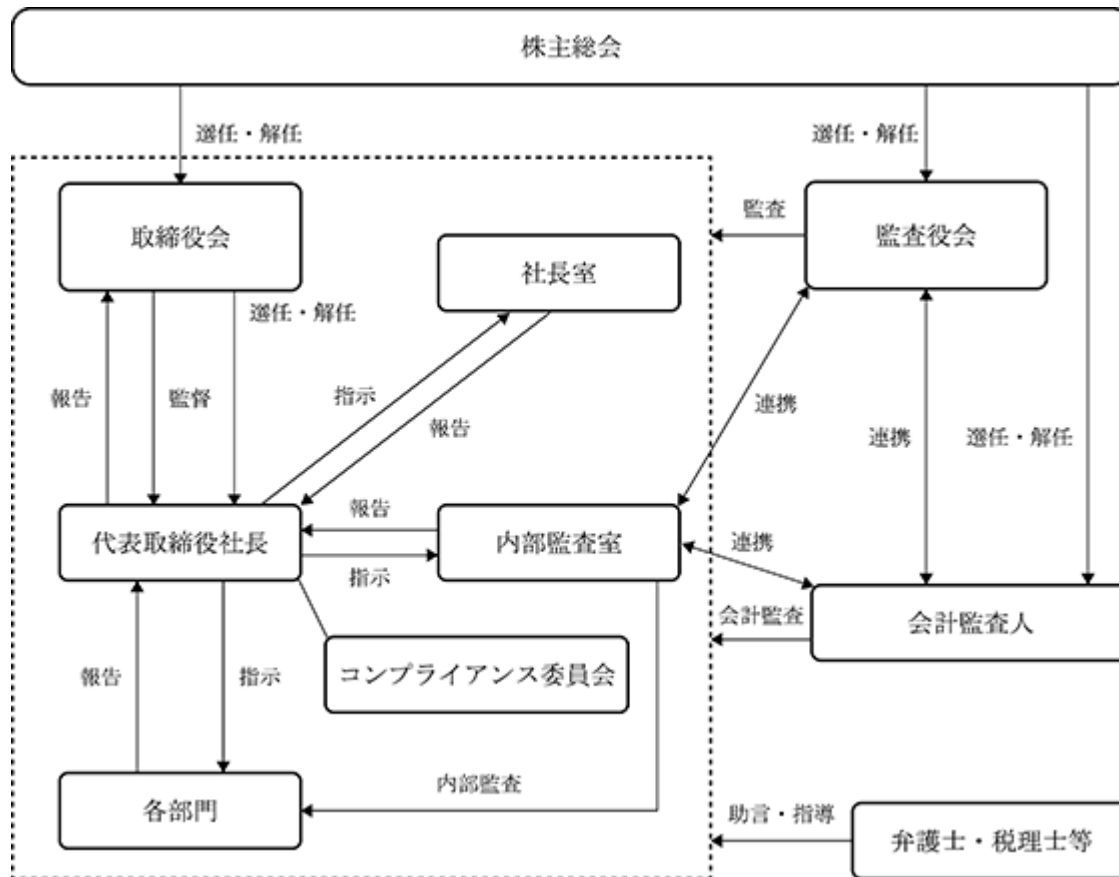 株主総会
選任・解任
選任・解任
取締役会
監査
監査役会
社長室
選任・解任
報告
監督
指示
報告
連携
連携
選任・解任
代表取締役社長
報告
指示
内部監査室
連携
会計監査
会計監査人
コンプライアンス委員会
報告
指示
内部監査
各部門
助言・指導
弁護士・税理士等